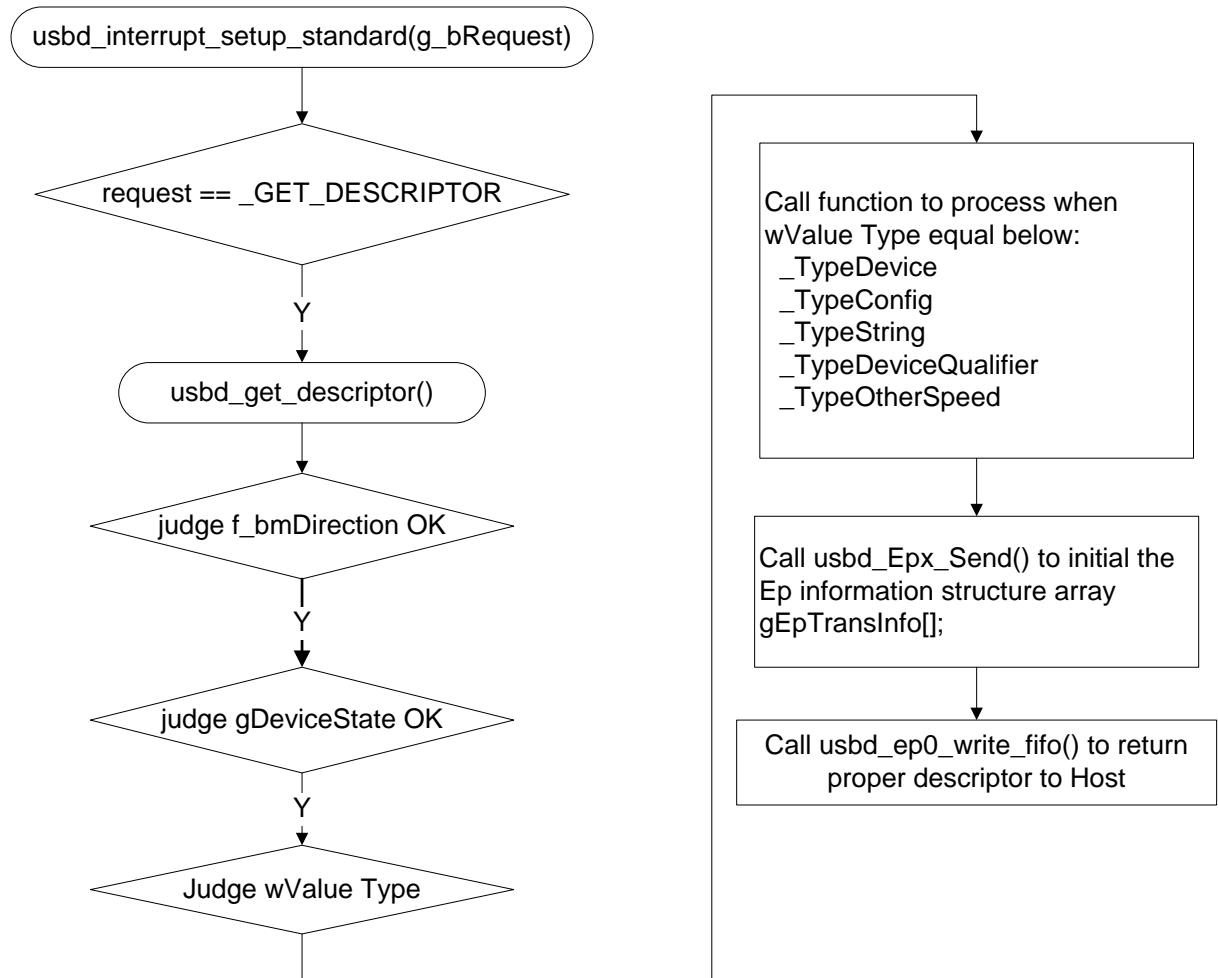 usbd_interrupt_setup_standard(g_bRequest)
request == _GET_DESCRIPTOR
Y
usbd_get_descriptor()
judge f_bmDirection OK
Y
judge gDeviceState OK
Y
Judge wValue Type
Call function to process when
wValue Type equal below:
_TypeDevice
_TypeConfig
_TypeString
_TypeDeviceQualifier
_TypeOtherSpeed
Call usbd_Epx_Send() to initial the
Ep information structure array
gEpTransInfo[];
Call usbd_ep0_write_fifo() to return
proper descriptor to Host